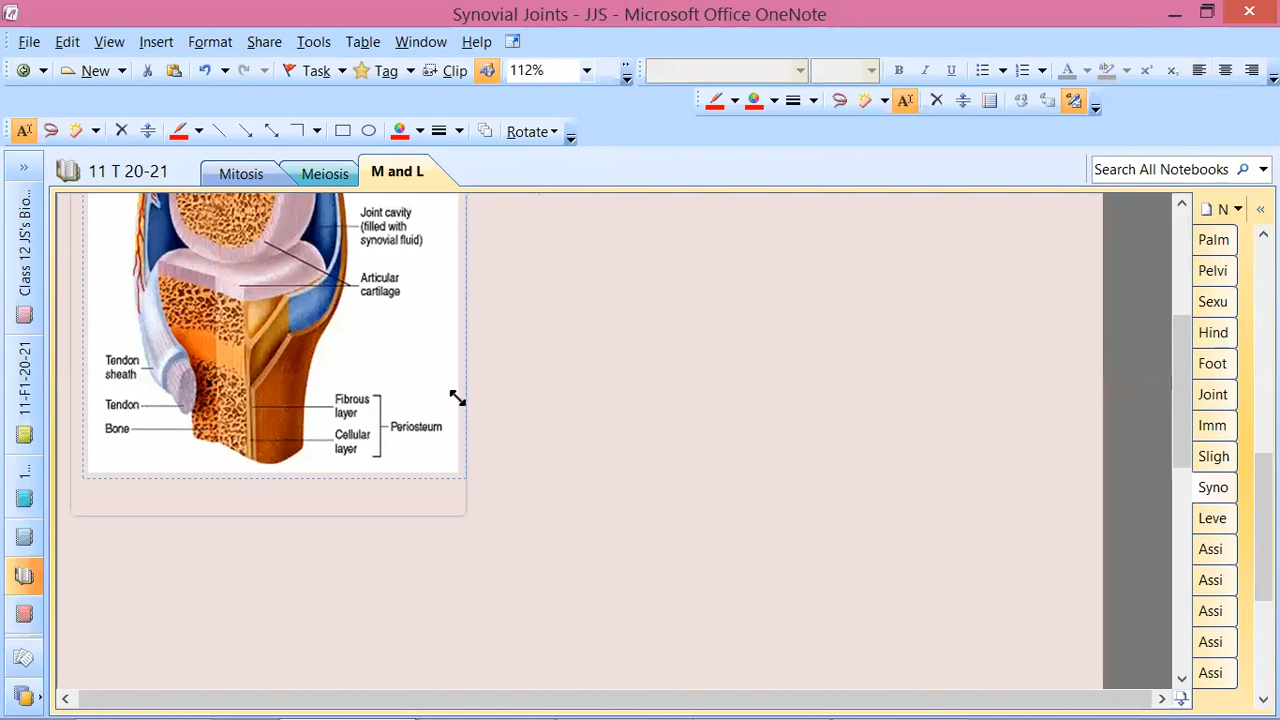 Synovial Joints - JJS - Microsoft Office OneNote
File Edit View Insert Format Share Tools Table Window Help
New Task Tag Clip 112%
Rotate
11 T 20-21 Mitosis Meiosis M and L Search All Notebooks
Class 12 JJS's Bio...
11-F1-20-21
1...
Joint cavity
(filled with
synovial fluid)
Articular
cartilage
Tendon
sheath
Tendon
Bone
Fibrous
layer
Cellular
layer
Periosteum
N
Palm
Pelvi
Sexu
Hind
Foot
Joint
Imm
Sligh
Syno
Leve
Assi
Assi
Assi
Assi
Assi